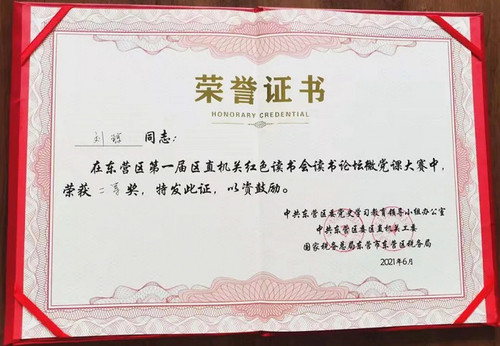 荣誉证书
HONORARY CREDENTIAL
刘辉 同志：
在东营区第一届区直机关红色读书会读书论坛微党课大赛中，
荣获二等奖，特发此证，以资鼓励。
中共东营区委党史学习教育领导小组办公室
中共东营区委区直机关工委
国家税务总局东营市东营区税务局
2021年6月